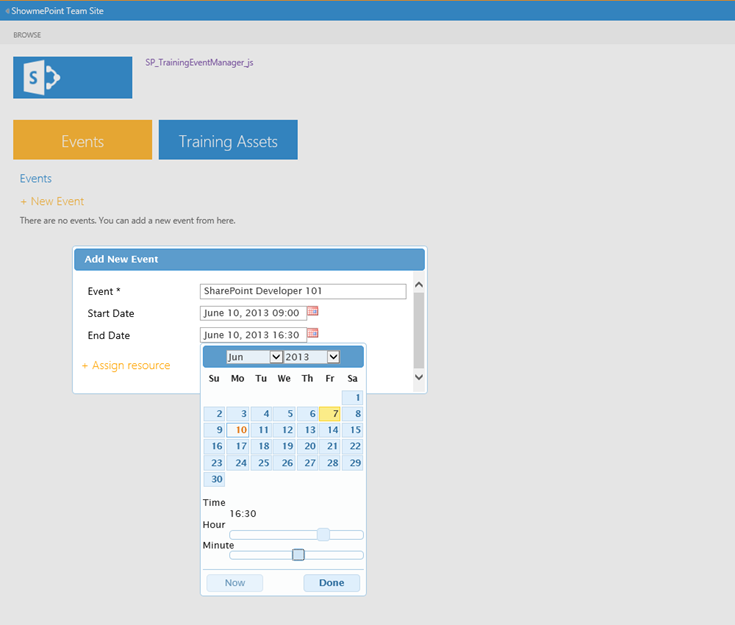 ShowmePoint Team Site
BROWSE
S
SP_TrainingEventManager_js
Events
Training Assets
Events
+ New Event
There are no events. You can add a new event from here.
Add New Event
Event *
SharePoint Developer 101
Start Date
June 10, 2013 09:00
End Date
June 10, 2013 16:30
+ Assign resource
Jun 2013
Su Mo Tu We Th Fr Sa
1
2 3 4 5 6 7 8
9 10 11 12 13 14 15
16 17 18 19 20 21 22
23 24 25 26 27 28 29
30
Time
16:30
Hour
Minute
Now
Done